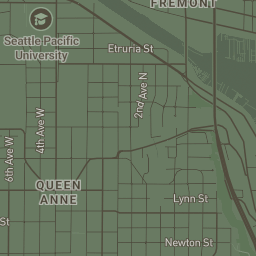 FREMONT
Seattle Pacific
University
Etruria St
2nd Ave N
4th Ave W
6th Ave W
QUEEN
ANNE
Lynn St
St
Newton St